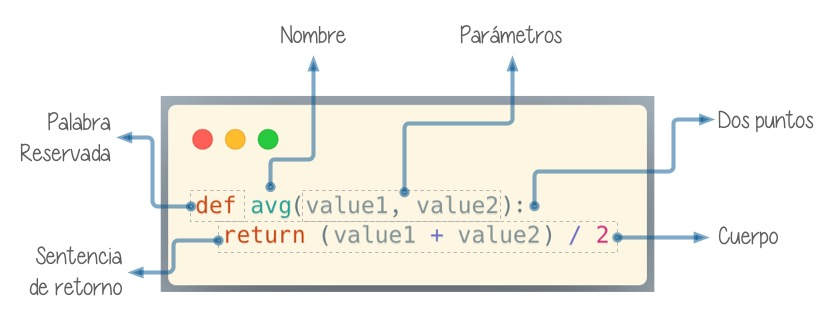 Nombre
Parámetros
Palabra
Reservada
Dos puntos
def avg(value1, value2):
return (value1 + value2) / 2
Cuerpo
Sentencia
de retorno